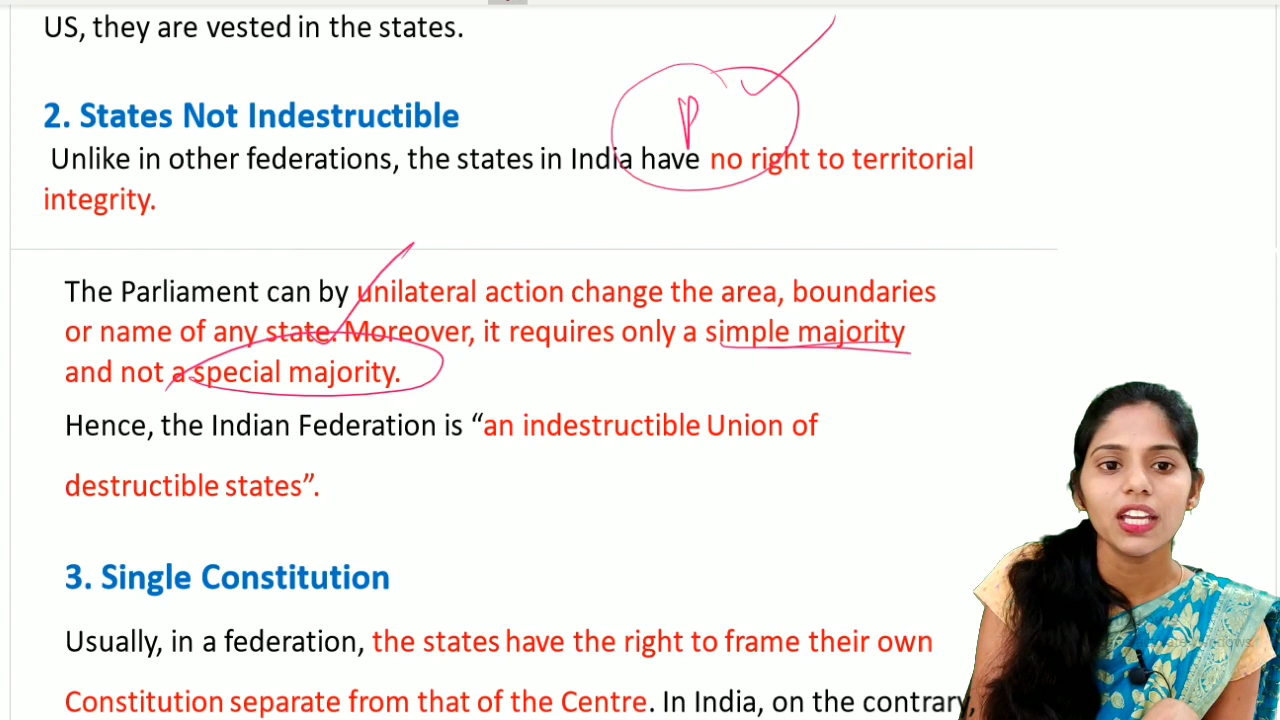 US, they are vested in the states.
2. States Not Indestructible
Unlike in other federations, the states in India have no right to territorial
integrity.
P
The Parliament can by unilateral action change the area, boundaries
or name of any state. Moreover, it requires only a simple majority
and not a special majority.
Hence, the Indian Federation is “an indestructible Union of
destructible states”.
3. Single Constitution
Usually, in a federation, the states have the right to frame their own
Constitution separate from that of the Centre. In India, on the contrary,